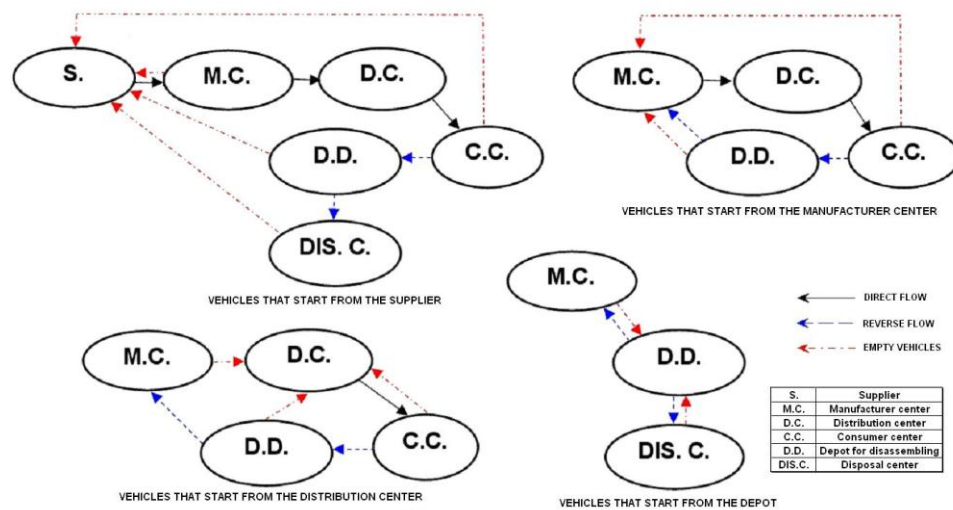 S.
M.C.
D.C.
D.D.
C.C.
DIS. C.
VEHICLES THAT START FROM THE SUPPLIER
M.C.
D.C.
D.D.
C.C.
VEHICLES THAT START FROM THE MANUFACTURER CENTER
M.C.
D.C.
D.D.
C.C.
VEHICLES THAT START FROM THE DISTRIBUTION CENTER
M.C.
D.D.
DIS. C.
VEHICLES THAT START FROM THE DEPOT
DIRECT FLOW
REVERSE FLOW
EMPTY VEHICLES
S. Supplier
M.C. Manufacturer center
D.C. Distribution center
C.C. Consumer center
D.D. Depot for disassembling
DIS.C. Disposal center